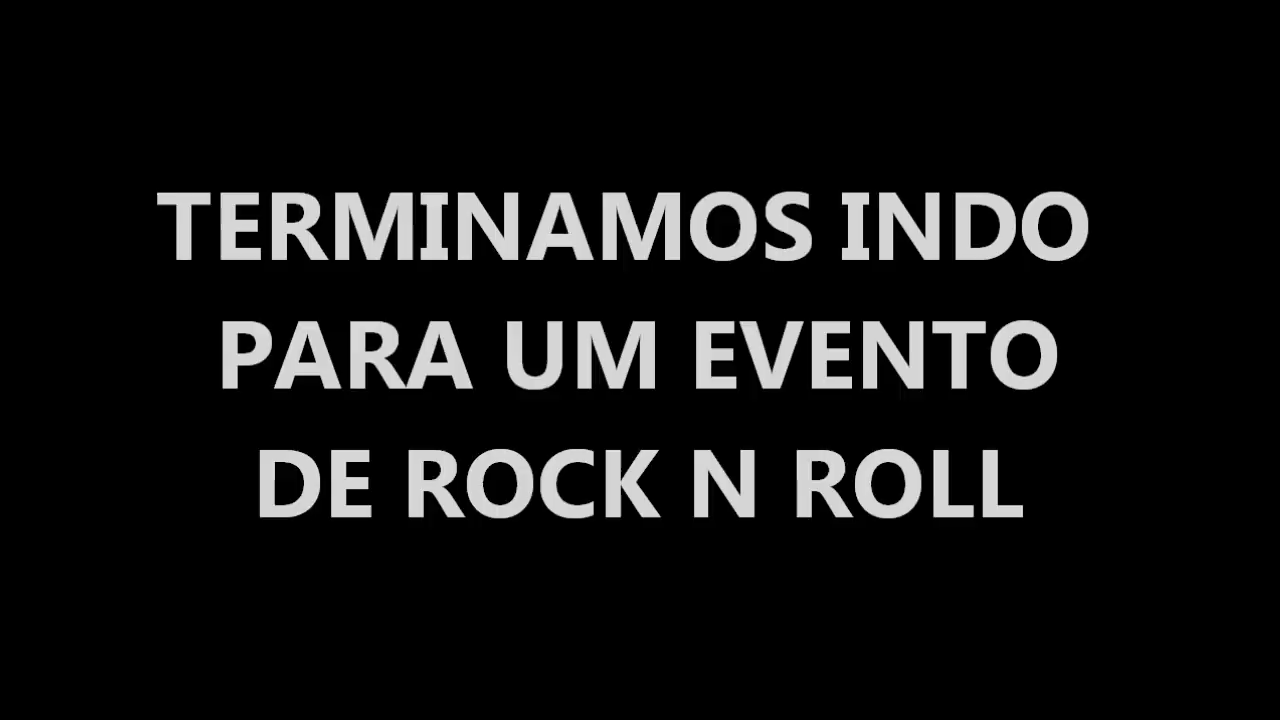 TERMINAMOS INDO
PARA UM EVENTO
DE ROCK N ROLL